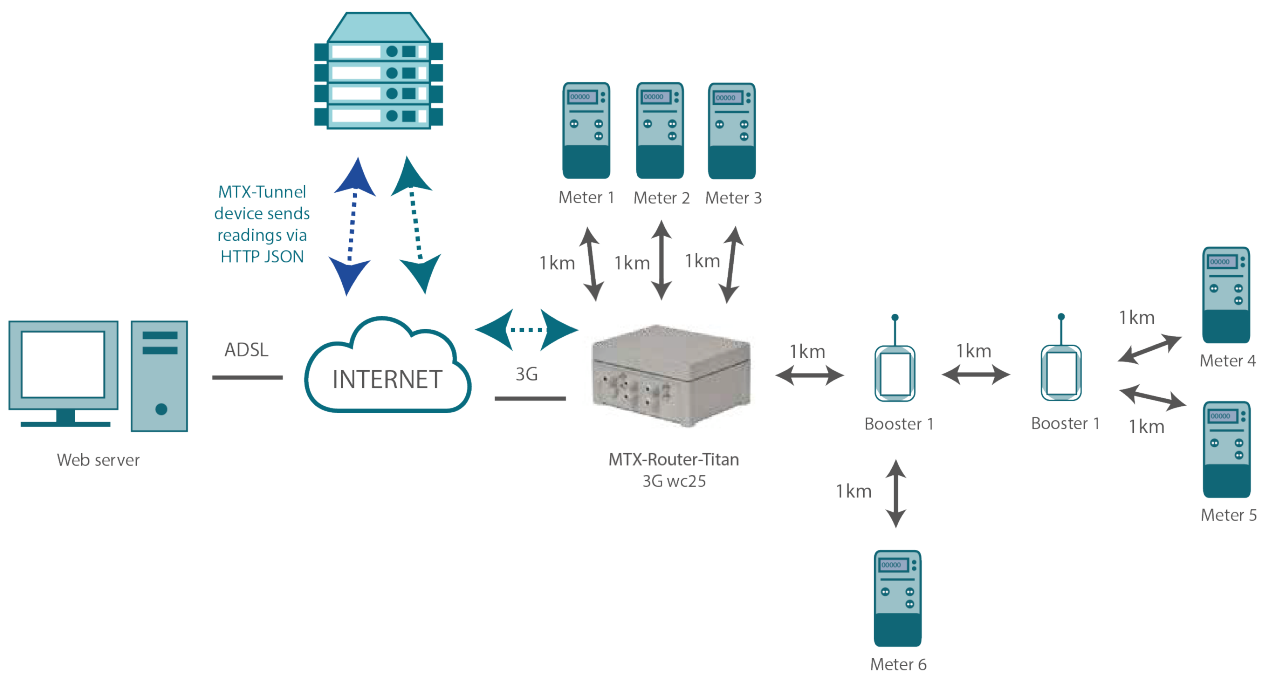 00000
00000
00000
Meter 1
Meter 2
Meter 3
MTX-Tunnel
device sends
readings via
HTTP JSON
1km
1km
1km
00000
1km
Meter 4
ADSL
INTERNET
3G
1km
1km
00000
1km
Booster 1
Booster 1
Web server
MTX-Router-Titan
3G wc25
1km
Meter 5
00000
Meter 6